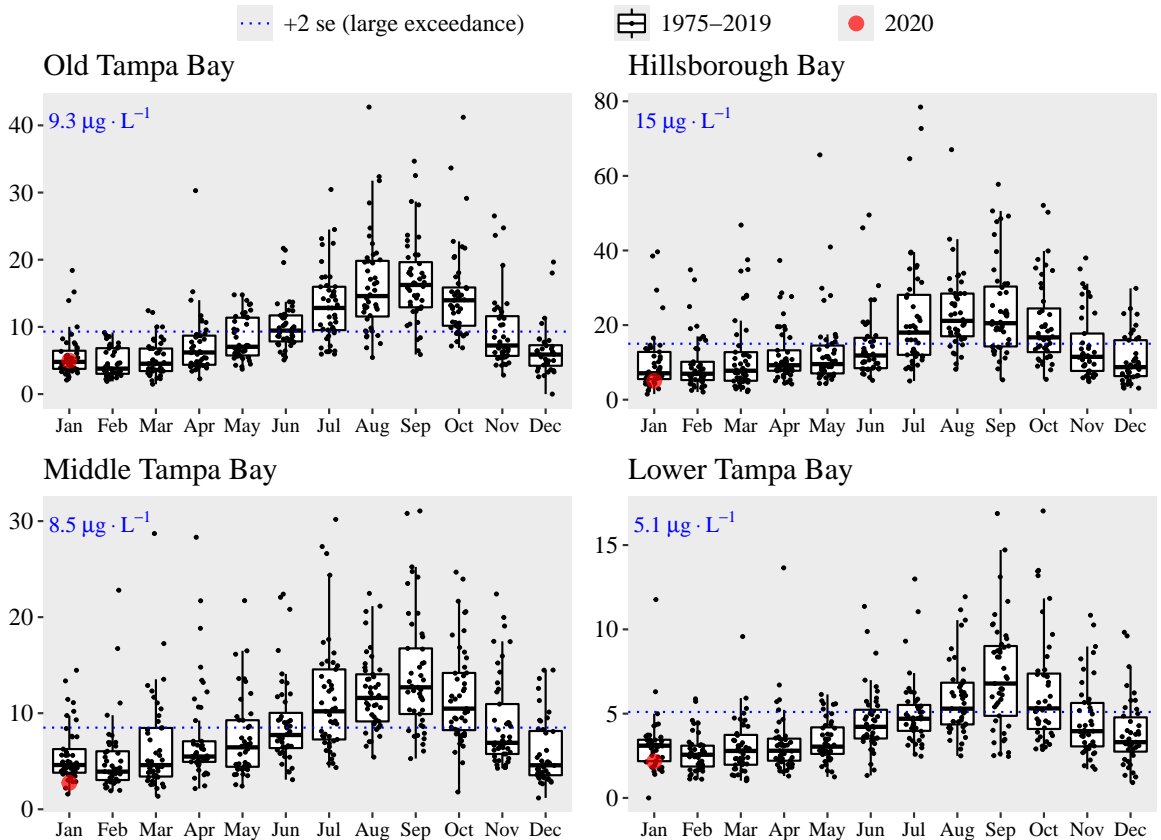 +2 se (large exceedance) 1975–2019 2020
Old Tampa Bay
9.3 μg · L⁻¹
40
30
20
10
0
Jan Feb Mar Apr May Jun Jul Aug Sep Oct Nov Dec
Hillsborough Bay
15 μg · L⁻¹
80
60
40
20
0
Jan Feb Mar Apr May Jun Jul Aug Sep Oct Nov Dec
Middle Tampa Bay
8.5 μg · L⁻¹
30
20
10
0
Jan Feb Mar Apr May Jun Jul Aug Sep Oct Nov Dec
Lower Tampa Bay
5.1 μg · L⁻¹
15
10
5
0
Jan Feb Mar Apr May Jun Jul Aug Sep Oct Nov Dec